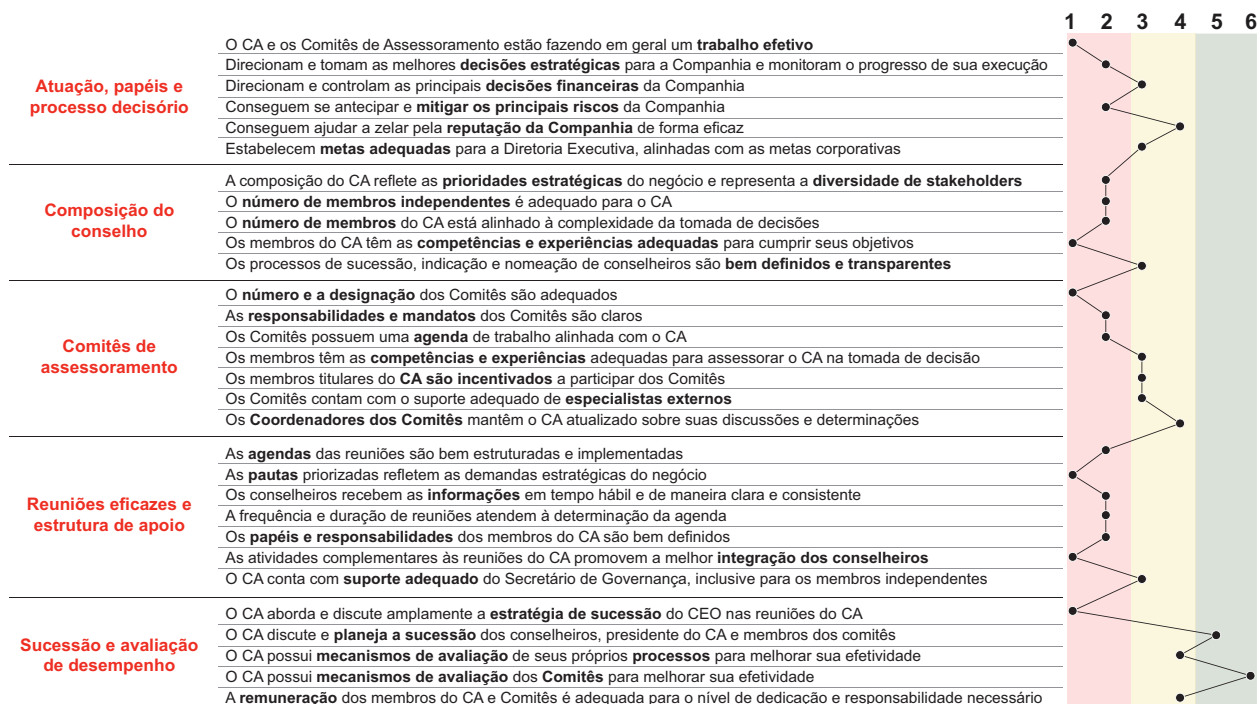 1 2 3 4 5 6
Atuação, papéis e
processo decisório
O CA e os Comitês de Assessoramento estão fazendo em geral um trabalho efetivo
Direcionam e tomam as melhores decisões estratégicas para a Companhia e monitoram o progresso de sua execução
Direcionam e controlam as principais decisões financeiras da Companhia
Conseguem se antecipar e mitigar os principais riscos da Companhia
Conseguem ajudar a zelar pela reputação da Companhia de forma eficaz
Estabelecem metas adequadas para a Diretoria Executiva, alinhadas com as metas corporativas
Composição do
conselho
A composição do CA reflete as prioridades estratégicas do negócio e representa a diversidade de stakeholders
O número de membros independentes é adequado para o CA
O número de membros do CA está alinhado à complexidade da tomada de decisões
Os membros do CA têm as competências e experiências adequadas para cumprir seus objetivos
Os processos de sucessão, indicação e nomeação de conselheiros são bem definidos e transparentes
Comitês de
assessoramento
O número e a designação dos Comitês são adequados
As responsabilidades e mandatos dos Comitês são claros
Os Comitês possuem uma agenda de trabalho alinhada com o CA
Os membros têm as competências e experiências adequadas para assessorar o CA na tomada de decisão
Os membros titulares do CA são incentivados a participar dos Comitês
Os Comitês contam com o suporte adequado de especialistas externos
Os Coordenadores dos Comitês mantêm o CA atualizado sobre suas discussões e determinações
Reuniões eficazes e
estrutura de apoio
As agendas das reuniões são bem estruturadas e implementadas
As pautas priorizadas refletem as demandas estratégicas do negócio
Os conselheiros recebem as informações em tempo hábil e de maneira clara e consistente
A frequência e duração de reuniões atendem à determinação da agenda
Os papéis e responsabilidades dos membros do CA são bem definidos
As atividades complementares às reuniões do CA promovem a melhor integração dos conselheiros
O CA conta com suporte adequado do Secretário de Governança, inclusive para os membros independentes
Sucessão e avaliação
de desempenho
O CA aborda e discute amplamente a estratégia de sucessão do CEO nas reuniões do CA
O CA discute e planeja a sucessão dos conselheiros, presidente do CA e membros dos comitês
O CA possui mecanismos de avaliação de seus próprios processos para melhorar sua efetividade
O CA possui mecanismos de avaliação dos Comitês para melhorar sua efetividade
A remuneração dos membros do CA e Comitês é adequada para o nível de dedicação e responsabilidade necessário